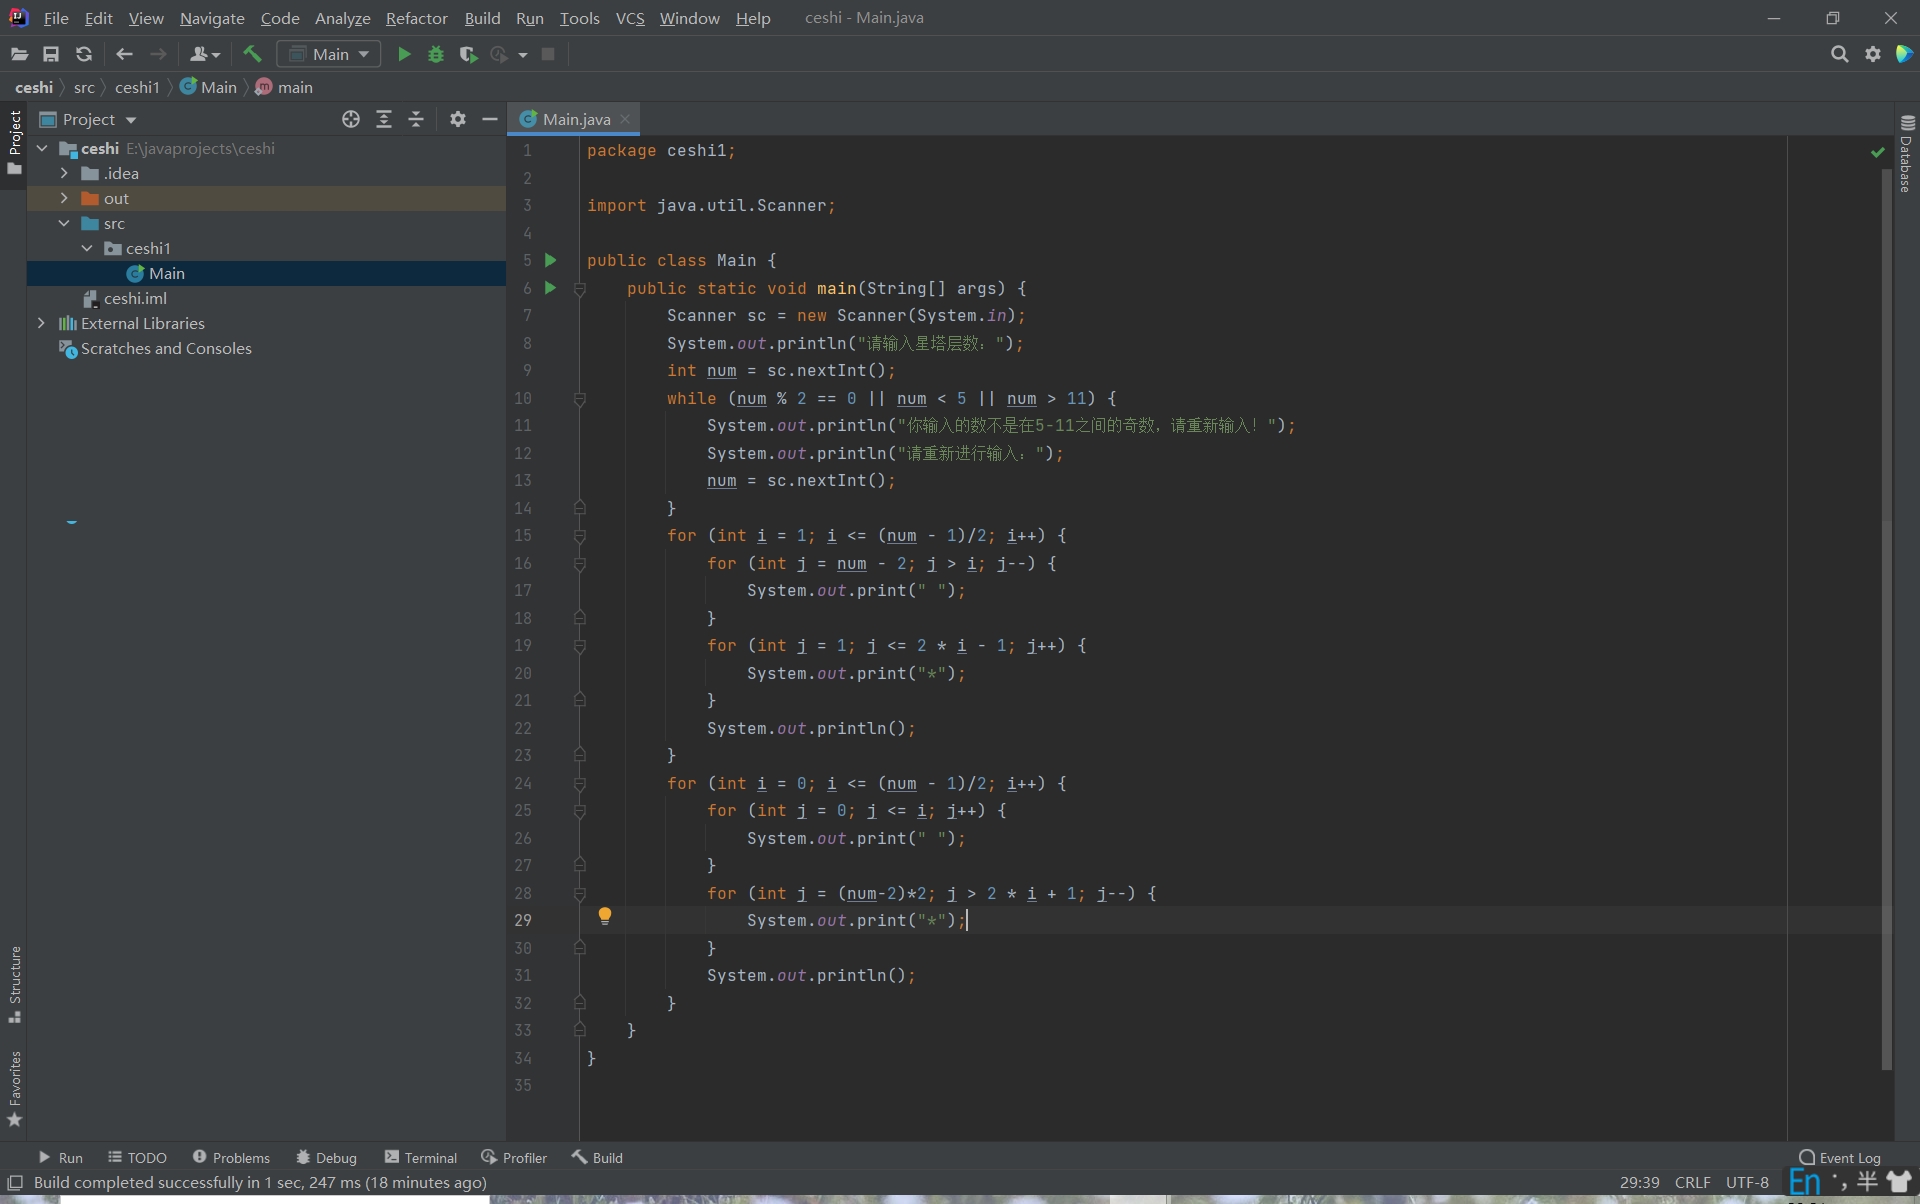 File Edit View Navigate Code Analyze Refactor Build Run Tools VCS Window Help ceshi - Main.java
Main
ceshi src ceshi1 Main main
Project
Project
ceshi E:\javaprojects\ceshi
.idea
out
src
ceshi1
Main
ceshi.iml
External Libraries
Scratches and Consoles
Structure
Favorites
Main.java
1 package ceshi1;
2
3 import java.util.Scanner;
4
5 public class Main {
6 public static void main(String[] args) {
7 Scanner sc = new Scanner(System.in);
8 System.out.println("请输入星塔层数：");
9 int num = sc.nextInt();
10 while (num % 2 == 0 || num < 5 || num > 11) {
11 System.out.println("你输入的数不是在5-11之间的奇数，请重新输入！");
12 System.out.println("请重新进行输入：");
13 num = sc.nextInt();
14 }
15 for (int i = 1; i <= (num - 1)/2; i++) {
16 for (int j = num - 2; j > i; j--) {
17 System.out.print(" ");
18 }
19 for (int j = 1; j <= 2 * i - 1; j++) {
20 System.out.print("*");
21 }
22 System.out.println();
23 }
24 for (int i = 0; i <= (num - 1)/2; i++) {
25 for (int j = 0; j <= i; j++) {
26 System.out.print(" ");
27 }
28 for (int j = (num-2)*2; j > 2 * i + 1; j--) {
29 System.out.print("*");
30 }
31 System.out.println();
32 }
33 }
34 }
35
Database
Run TODO Problems Debug Terminal Profiler Build Event Log
Build completed successfully in 1 sec, 247 ms (18 minutes ago) 29:39 CRLF UTF-8
En 半